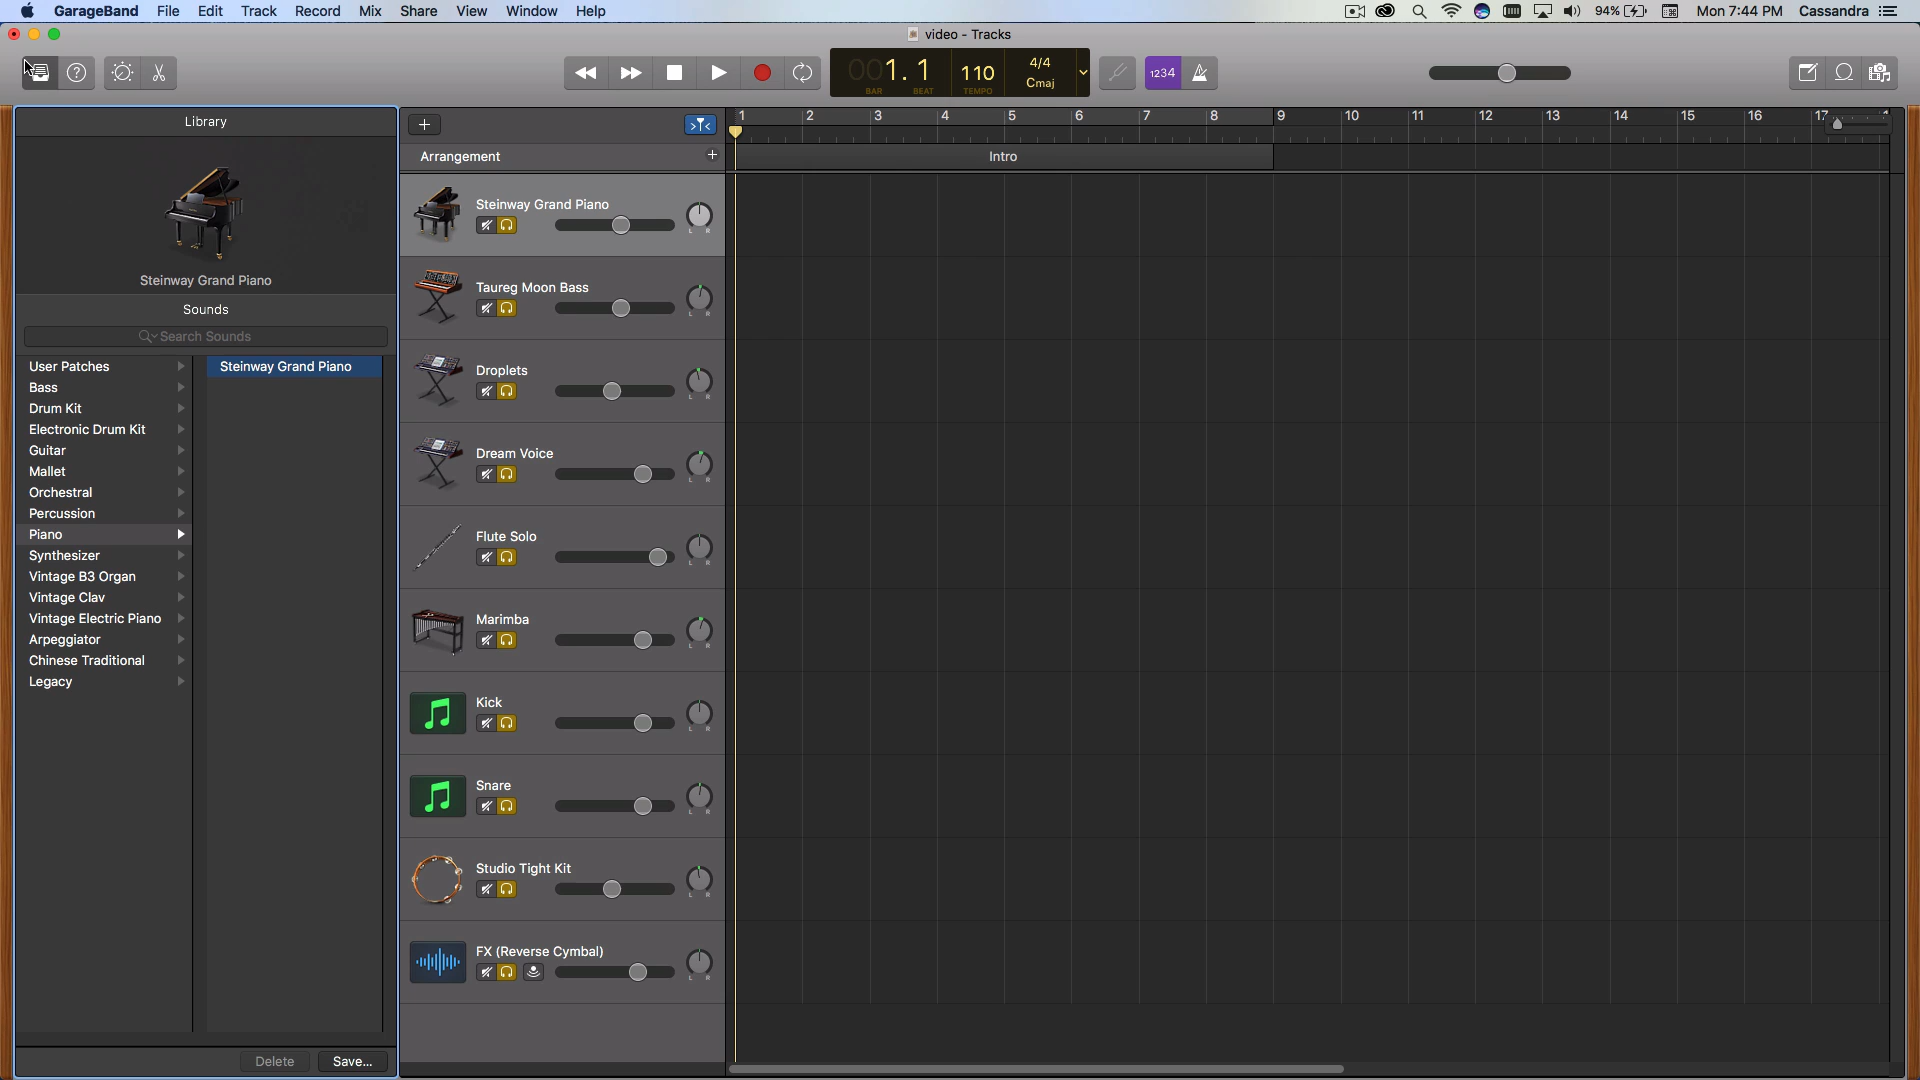 GarageBand File Edit Track Record Mix Share View Window Help
94% Mon 7:44 PM Cassandra
video - Tracks
001. 1 110 4/4 Cmaj
BAR BEAT TEMPO
1234
Library
Steinway Grand Piano
Sounds
Search Sounds
User Patches
Bass
Drum Kit
Electronic Drum Kit
Guitar
Mallet
Orchestral
Percussion
Piano
Synthesizer
Vintage B3 Organ
Vintage Clav
Vintage Electric Piano
Arpeggiator
Chinese Traditional
Legacy
Steinway Grand Piano
Delete Save...
1 2 3 4 5 6 7 8 9 10 11 12 13 14 15 16 17
Arrangement
Intro
Steinway Grand Piano
L R
Taureg Moon Bass
L R
Droplets
L R
Dream Voice
L R
Flute Solo
L R
Marimba
L R
Kick
L R
Snare
L R
Studio Tight Kit
L R
FX (Reverse Cymbal)
L R